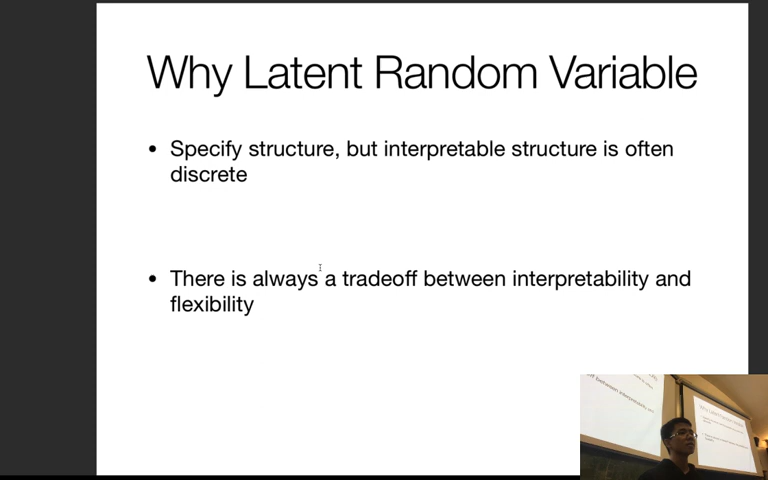 Why Latent Random Variable
• Specify structure, but interpretable structure is often
discrete
• There is always a tradeoff between interpretability and
flexibility